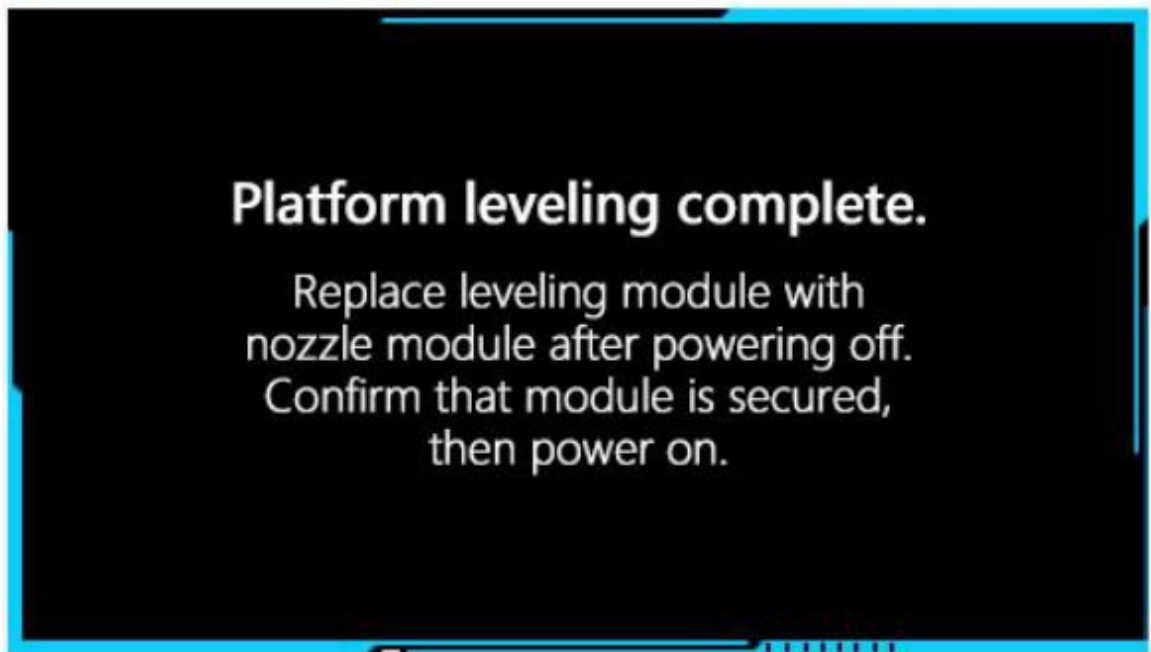 Platform leveling complete.
Replace leveling module with
nozzle module after powering off.
Confirm that module is secured,
then power on.